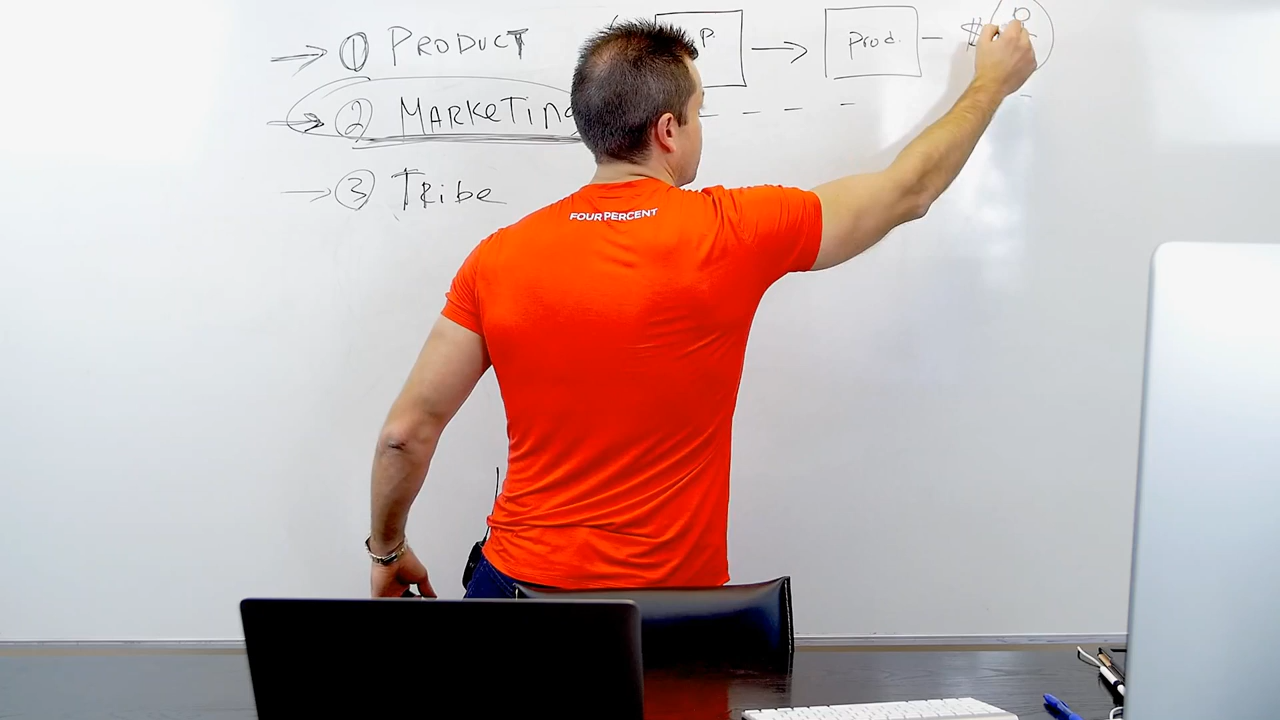 ① PRODUCT
② MARKETING
③ TRibe
P. → Prod. - $
FOUR PERCENT